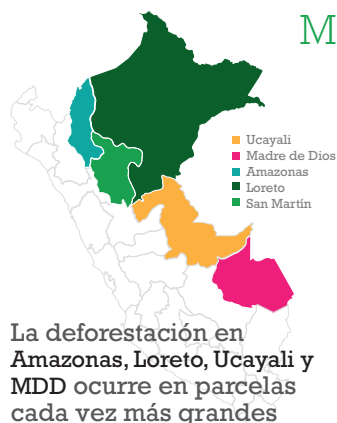 M
Ucayali
Madre de Dios
Amazonas
Loreto
San Martín
La deforestación en
Amazonas, Loreto, Ucayali y
MDD ocurre en parcelas
cada vez más grandes